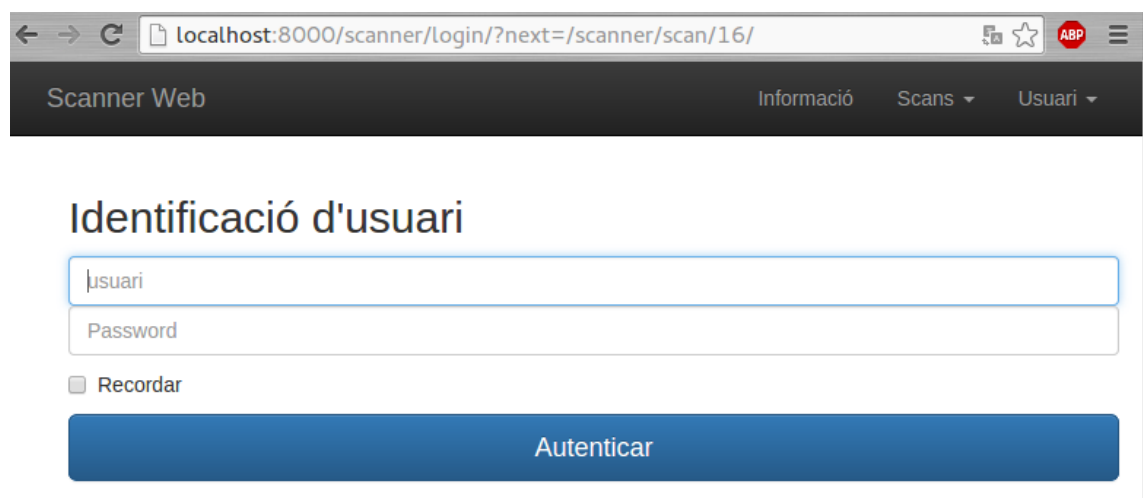 localhost:8000/scanner/login/?next=/scanner/scan/16/ ABP
Scanner Web Informació Scans Usuari
Identificació d'usuari
usuari
Password
Recordar
Autenticar